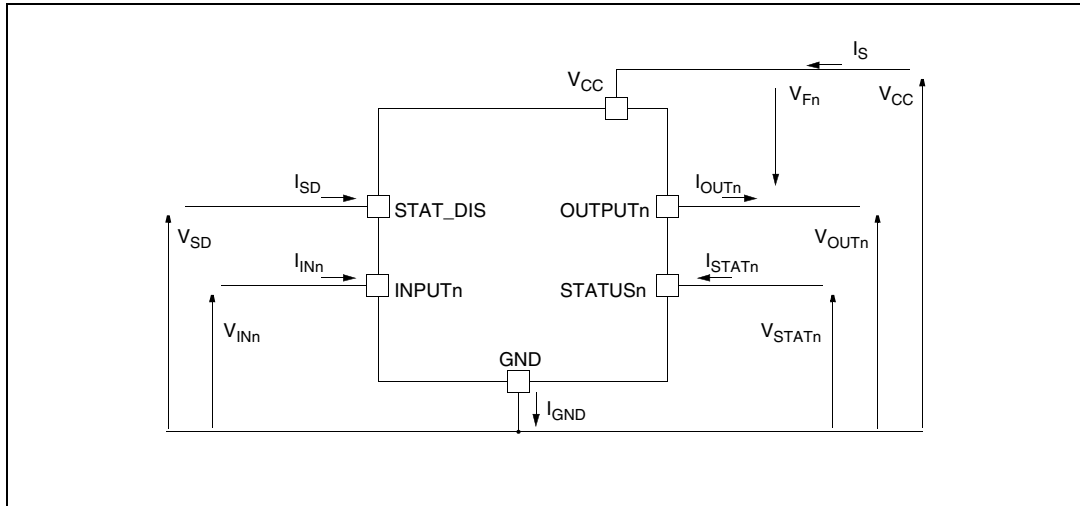 I_S
V_CC
V_Fn
V_CC
I_SD
STAT_DIS
OUTPUTn
I_OUTn
V_SD
V_OUTn
I_INn
INPUTn
STATUSn
I_STATn
V_INn
V_STATn
GND
I_GND